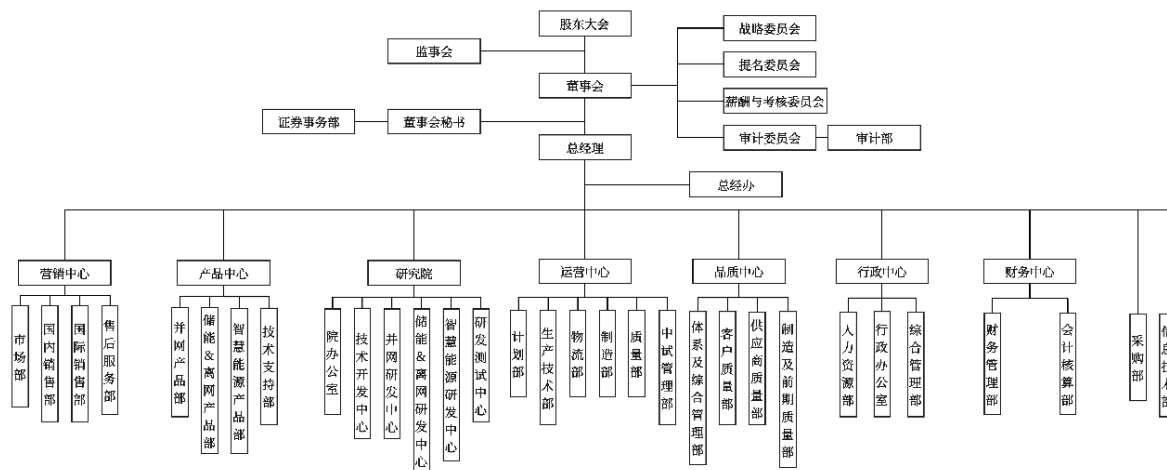 股东大会
监事会
战略委员会
提名委员会
董事会
薪酬与考核委员会
证券事务部
董事会秘书
审计委员会
审计部
总经理
总经办
营销中心
产品中心
研究院
运营中心
品质中心
行政中心
财务中心
市场部
国内销售部
国际销售部
售后服务部
并网产品部
储能&离网产品部
智慧能源产品部
技术支持部
院办公室
技术开发中心
并网研发中心
储能&离网研发中心
智慧能源研发中心
研发测试中心
计划部
生产技术部
物流部
制造部
质量部
中试管理部
体系及综合管理部
客户质量部
供应商质量部
制造及前期质量部
人力资源部
行政办公室
综合管理部
财务管理部
会计核算部
采购部